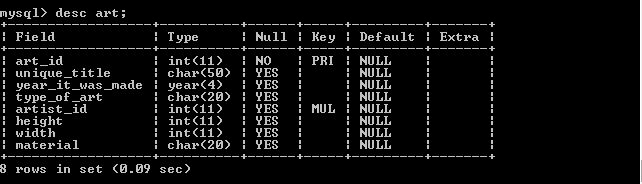 mysql> desc art;
+-----------------+----------+------+-----+---------+-------+
| Field           | Type     | Null | Key | Default | Extra |
+-----------------+----------+------+-----+---------+-------+
| art_id          | int(11)  | NO   | PRI | NULL    |       |
| unique_title    | char(50) | YES  |     | NULL    |       |
| year_it_was_made | year(4)  | YES  |     | NULL    |       |
| type_of_art     | char(20) | YES  |     | NULL    |       |
| artist_id       | int(11)  | YES  | MUL | NULL    |       |
| height          | int(11)  | YES  |     | NULL    |       |
| width           | int(11)  | YES  |     | NULL    |       |
| material        | char(20) | YES  |     | NULL    |       |
+-----------------+----------+------+-----+---------+-------+
8 rows in set (0.09 sec)